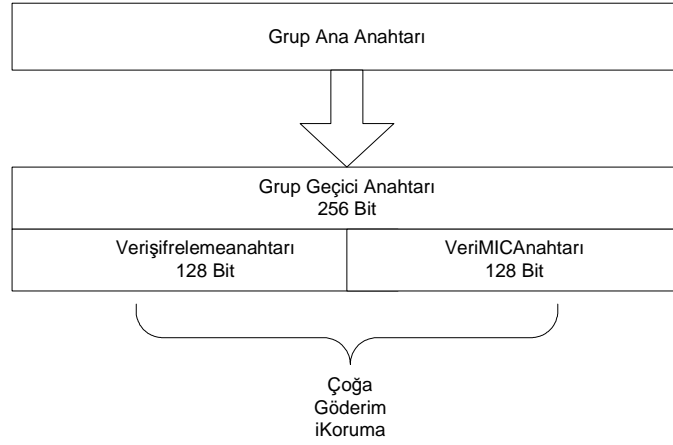 Grup Ana Anahtarı
Grup Geçici Anahtarı
256 Bit
Verişifrelemeanahtarı
128 Bit
VeriMICAnahtarı
128 Bit
Çoğa
Göderim
iKoruma